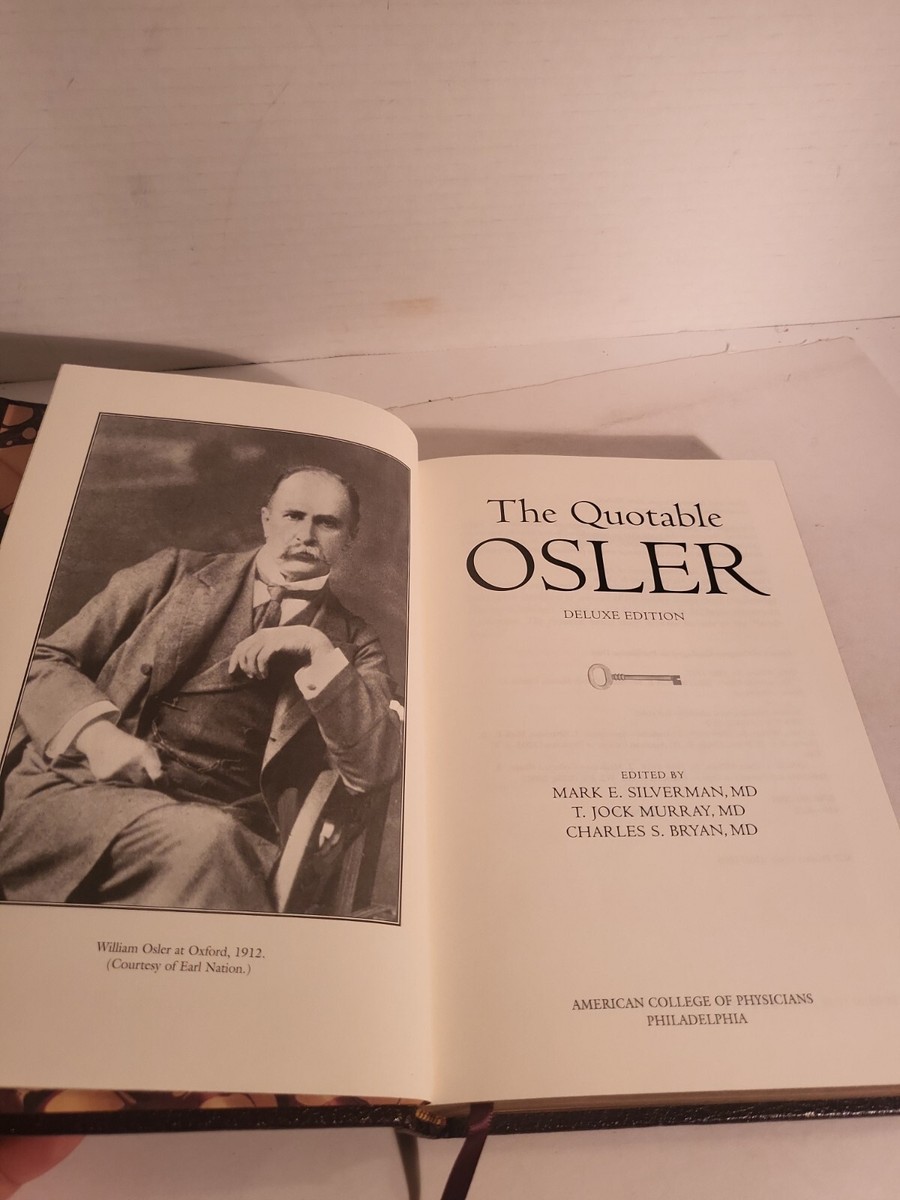 William Osler at Oxford, 1912.
(Courtesy of Earl Nation.)
The Quotable
OSLER
DELUXE EDITION
EDITED BY
MARK E. SILVERMAN, MD
T. JOCK MURRAY, MD
CHARLES S. BRYAN, MD
AMERICAN COLLEGE OF PHYSICIANS
PHILADELPHIA